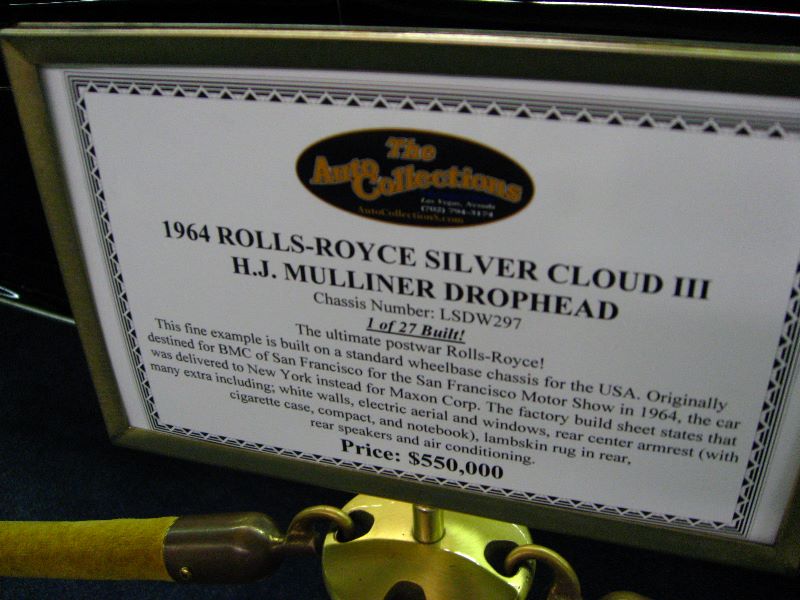 The
Auto
Collections
Las Vegas, Nevada
(702) 794-3174
AutoCollections.com
1964 ROLLS-ROYCE SILVER CLOUD III
H.J. MULLINER DROPHEAD
Chassis Number: LSDW297
1 of 27 Built!
The ultimate postwar Rolls-Royce!
This fine example is built on a standard wheelbase chassis for the USA. Originally
destined for BMC of San Francisco for the San Francisco Motor Show in 1964, the car
was delivered to New York instead for Maxon Corp. The factory build sheet states that
many extra including; white walls, electric aerial and windows, rear center armrest (with
cigarette case, compact, and notebook), lambskin rug in rear,
rear speakers and air conditioning.
Price: $550,000